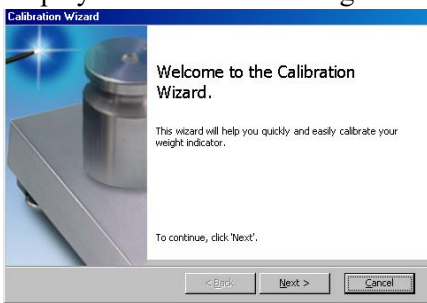 Calibration Wizard
Welcome to the Calibration
Wizard.
This wizard will help you quickly and easily calibrate your
weight indicator.
To continue, click 'Next'.
< Back
Next >
Cancel